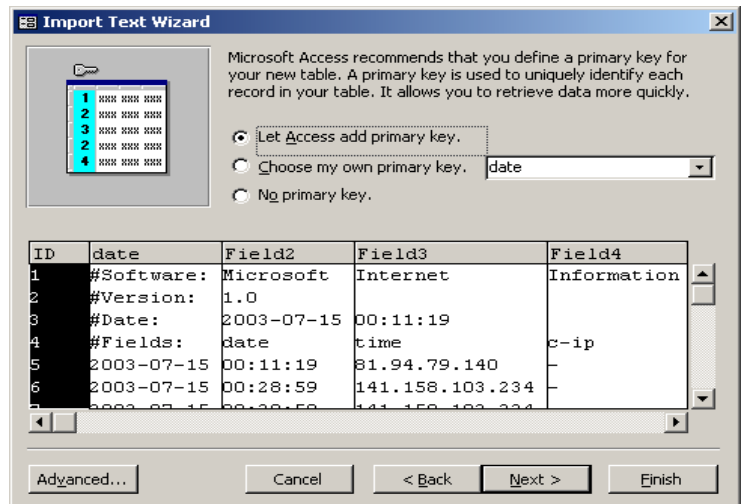 Import Text Wizard
Microsoft Access recommends that you define a primary key for
your new table. A primary key is used to uniquely identify each
record in your table. It allows you to retrieve data more quickly.
1 xxx xxx xxx
2 xxx xxx xxx
3 xxx xxx xxx
2 xxx xxx xxx
4 xxx xxx xxx
Let Access add primary key.
Choose my own primary key. date
No primary key.
ID date Field2 Field3 Field4
1 #Software: Microsoft Internet Information
2 #Version: 1.0
3 #Date: 2003-07-15 00:11:19
4 #Fields: date time c-ip
5 2003-07-15 00:11:19 81.94.79.140 -
6 2003-07-15 00:28:59 141.158.103.234 -
Advanced... Cancel < Back Next > Finish